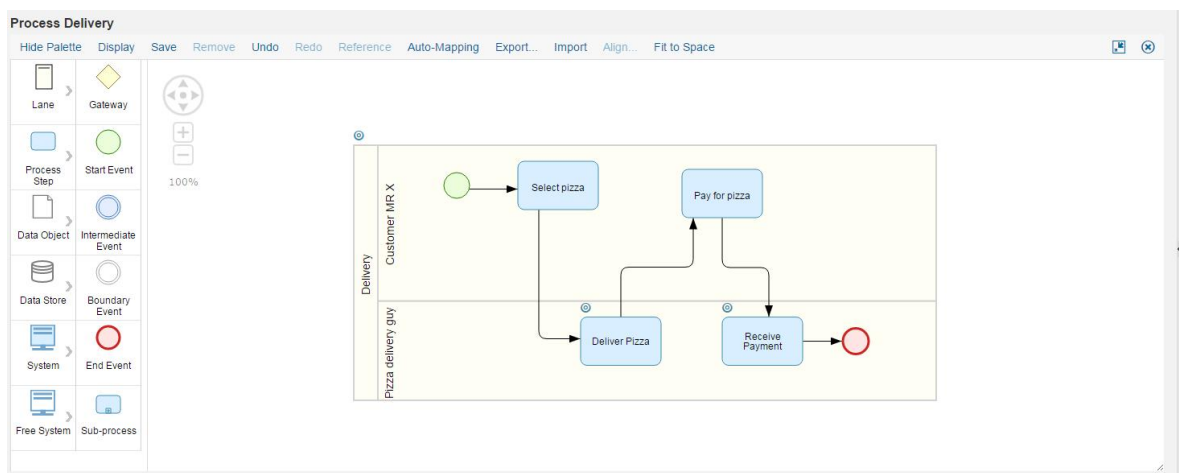 Process Delivery
Hide Palette Display Save Remove Undo Redo Reference Auto-Mapping Export... Import Align... Fit to Space
Lane Gateway
Process
Step
Start Event
Data Object
Intermediate
Event
Data Store
Boundary
Event
System End Event
Free System Sub-process
100%
Delivery
Customer MR X
Select pizza
Pay for pizza
Pizza delivery guy
Deliver Pizza
Receive
Payment